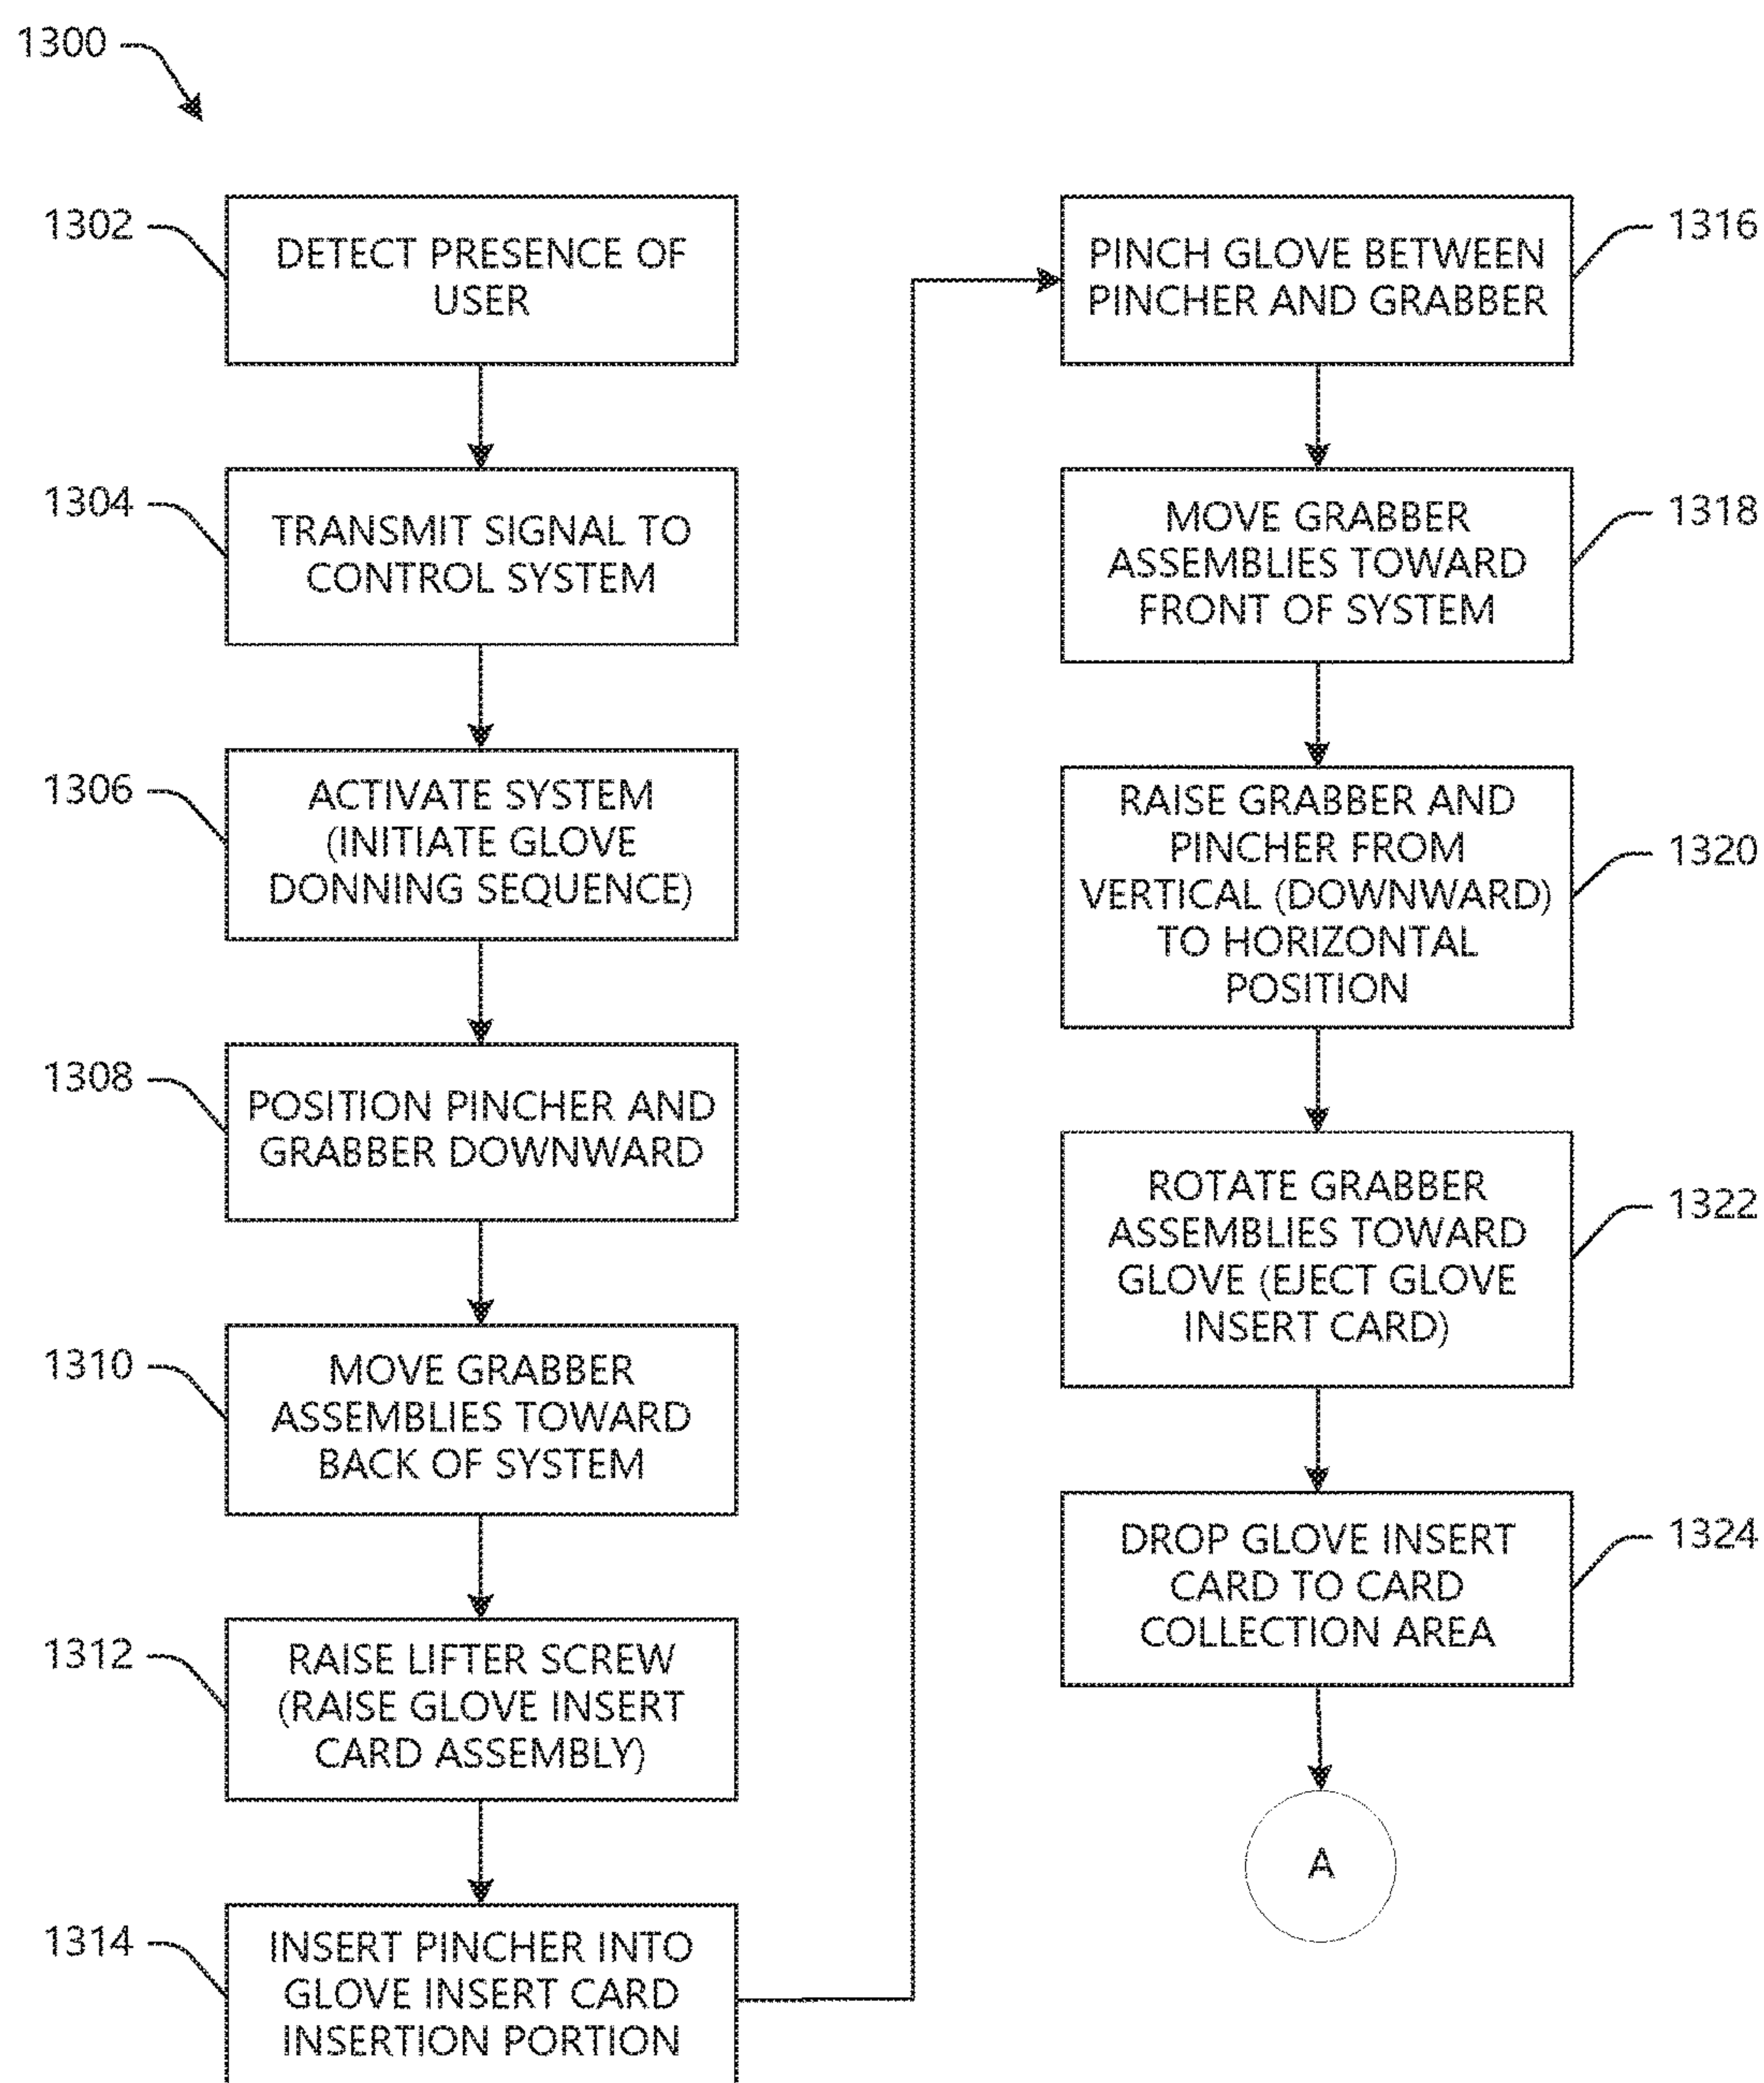 1300
1302
DETECT PRESENCE OF
USER
1304
TRANSMIT SIGNAL TO
CONTROL SYSTEM
1306
ACTIVATE SYSTEM
(INITIATE GLOVE
DONNING SEQUENCE)
1308
POSITION PINCHER AND
GRABBER DOWNWARD
1310
MOVE GRABBER
ASSEMBLIES TOWARD
BACK OF SYSTEM
1312
RAISE LIFTER SCREW
(RAISE GLOVE INSERT
CARD ASSEMBLY)
1314
INSERT PINCHER INTO
GLOVE INSERT CARD
INSERTION PORTION
1316
PINCH GLOVE BETWEEN
PINCHER AND GRABBER
1318
MOVE GRABBER
ASSEMBLIES TOWARD
FRONT OF SYSTEM
1320
RAISE GRABBER AND
PINCHER FROM
VERTICAL (DOWNWARD)
TO HORIZONTAL
POSITION
1322
ROTATE GRABBER
ASSEMBLIES TOWARD
GLOVE (EJECT GLOVE
INSERT CARD)
1324
DROP GLOVE INSERT
CARD TO CARD
COLLECTION AREA
A